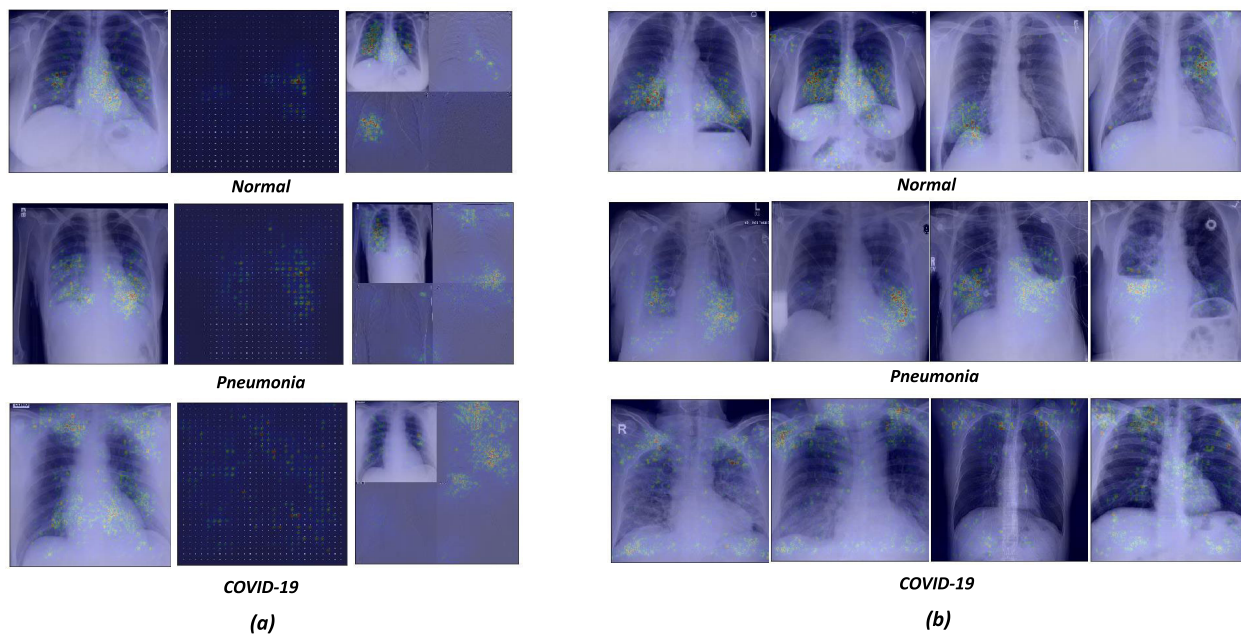 Normal
Pneumonia
COVID-19
(a)
Normal
L
Pneumonia
R
COVID-19
(b)